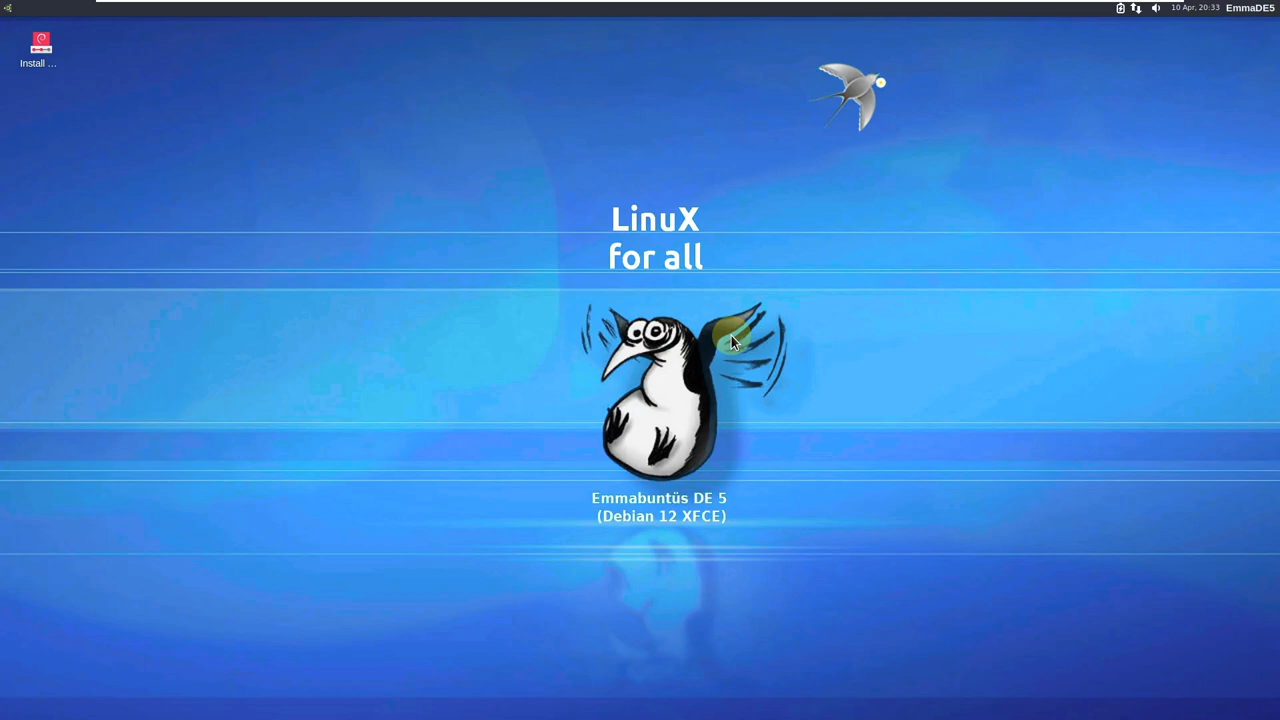 10 Apr, 20:33 EmmaDE5
Install ...
LinuX
for all
Emmabuntüs DE 5
(Debian 12 XFCE)